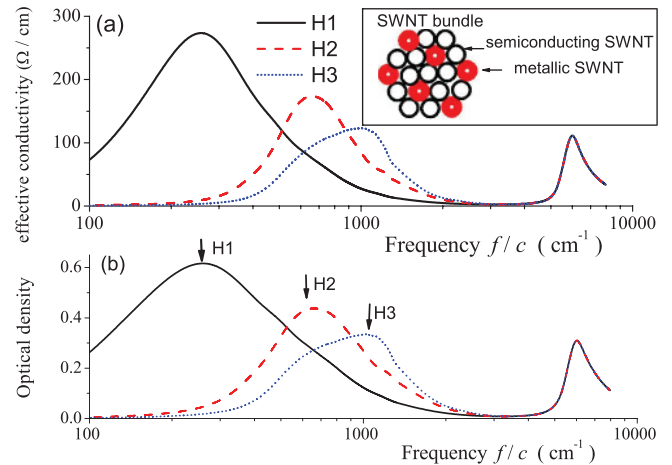 (a)
H1
H2
H3
SWNT bundle
semiconducting SWNT
metallic SWNT
effective conductivity (Ω / cm)
300
200
100
0
100
1000
10000
Frequency f / c ( cm⁻¹ )
(b)
H1
H2
H3
Optical density
0.6
0.4
0.2
0.0
100
1000
10000
Frequency f / c ( cm⁻¹ )